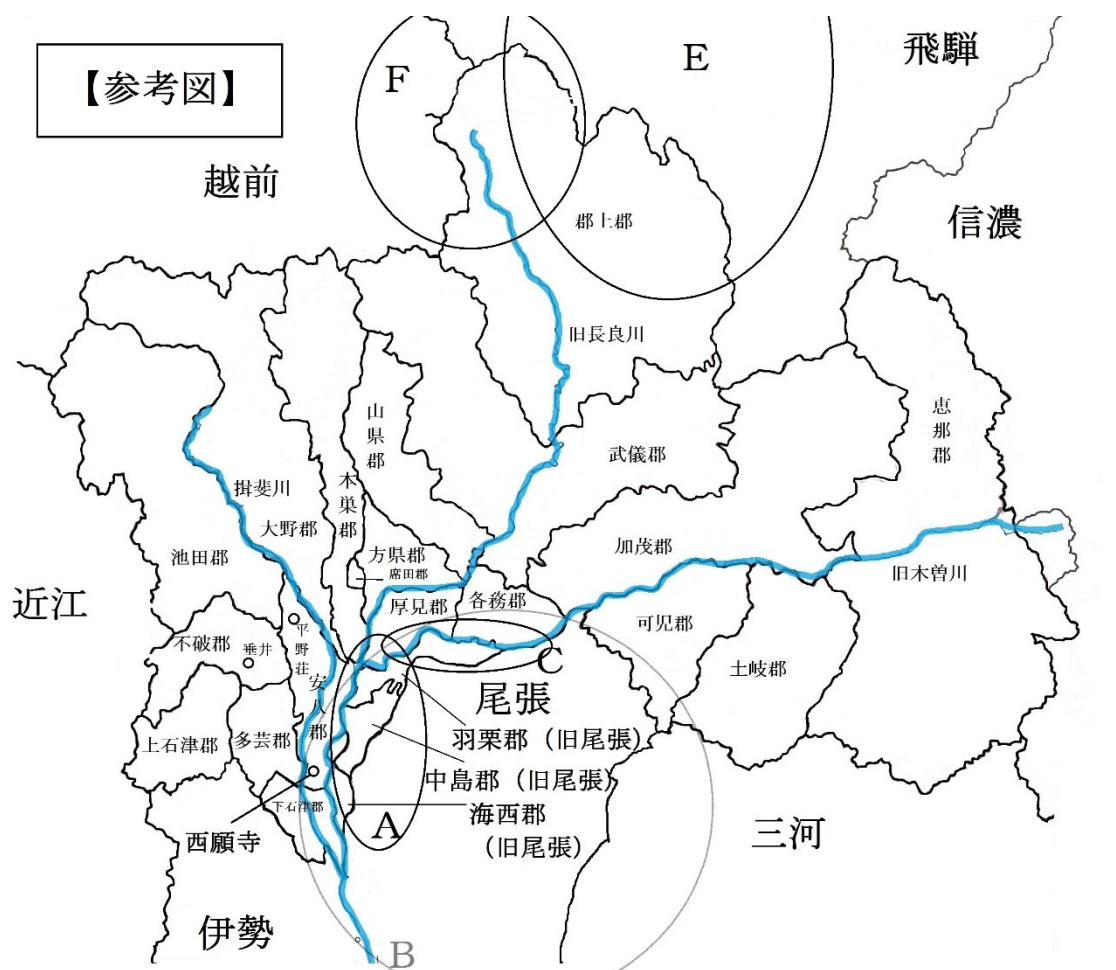 【参考図】
F
E
飛騨
越前
信濃
郡上郡
旧長良川
山県郡
恵那郡
武儀郡
本巣郡
揖斐川
大野郡
池田郡
方県郡
席田郡
加茂郡
旧木曽川
近江
厚見郡
各務郡
可児郡
不破郡
垂井
平野荘
土岐郡
C
安八郡
尾張
上石津郡
多芸郡
羽栗郡（旧尾張）
中島郡（旧尾張）
下石津郡
海西郡
（旧尾張）
A
西願寺
三河
伊勢
B